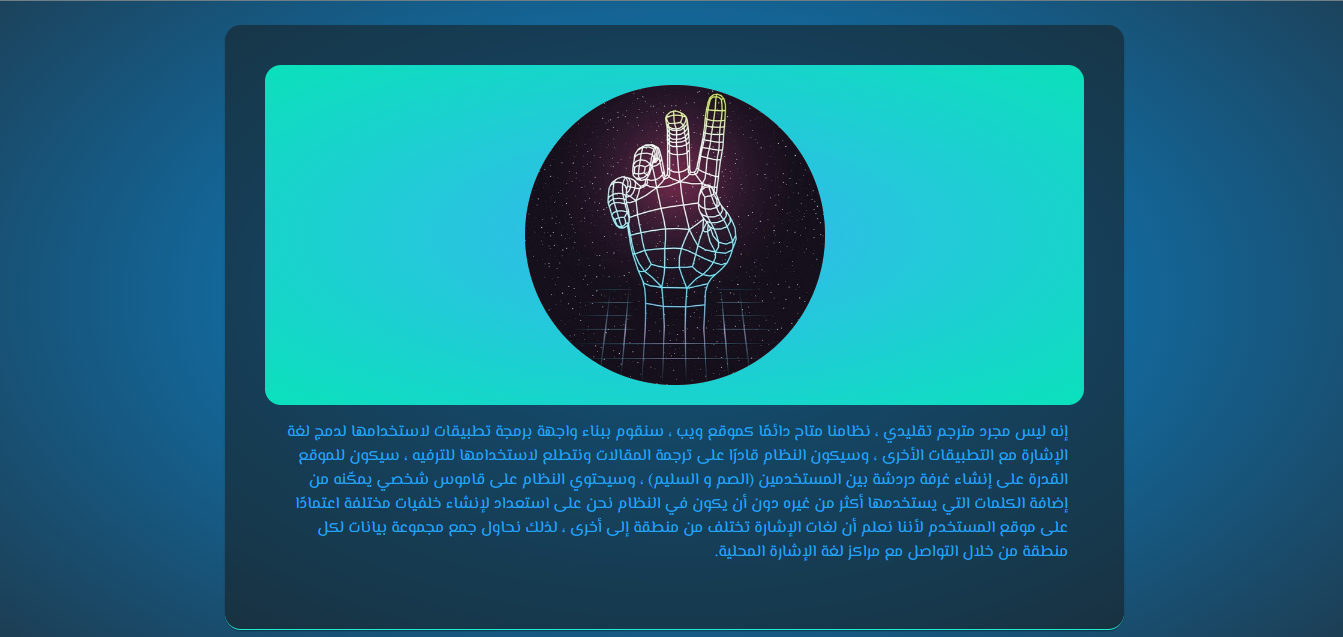 إنه ليس مجرد مترجم تقليدي ، نظامنا متاح دائمًا كموقع ويب ، سنقوم ببناء واجهة برمجة تطبيقات لاستخدامها لدمج لغة
الإشارة مع التطبيقات الأخرى ، وسيكون النظام قادرًا على ترجمة المقالات ونتطلع لاستخدامها للترفيه ، سيكون للموقع
القدرة على إنشاء غرفة دردشة بين المستخدمين (الصم و السليم) ، وسيحتوي النظام على قاموس شخصي يمكّنه من
إضافة الكلمات التي يستخدمها أكثر من غيره دون أن يكون في النظام نحن على استعداد لإنشاء خلفيات مختلفة اعتمادًا
على موقع المستخدم لأننا نعلم أن لغات الإشارة تختلف من منطقة إلى أخرى ، لذلك نحاول جمع مجموعة بيانات لكل
منطقة من خلال التواصل مع مراكز لغة الإشارة المحلية.